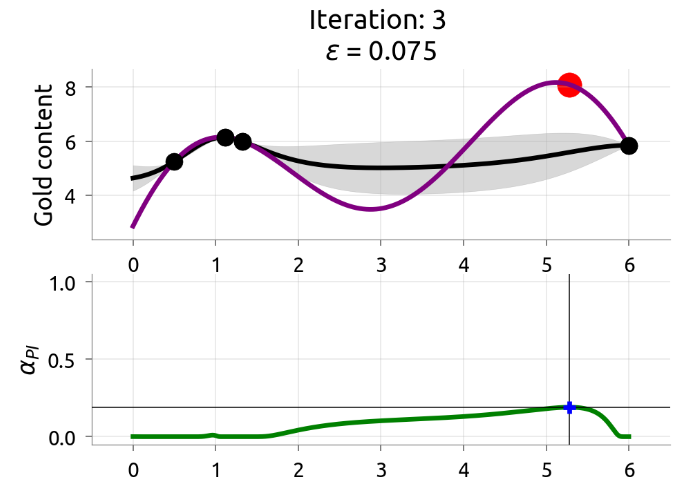 Iteration: 3
ε = 0.075
Gold content
8
6
4
0 1 2 3 4 5 6
α_PI
1.0
0.5
0.0
0 1 2 3 4 5 6